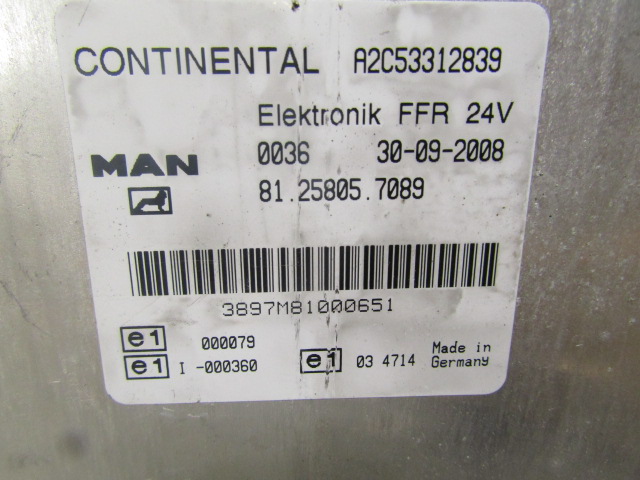 CONTINENTAL A2C53312839
Elektronik FFR 24V
MAN 0036 30-09-2008
81.25805.7089
3897M81000651
e1 000079
e1 I -000360 e1 03 4714 Made in Germany